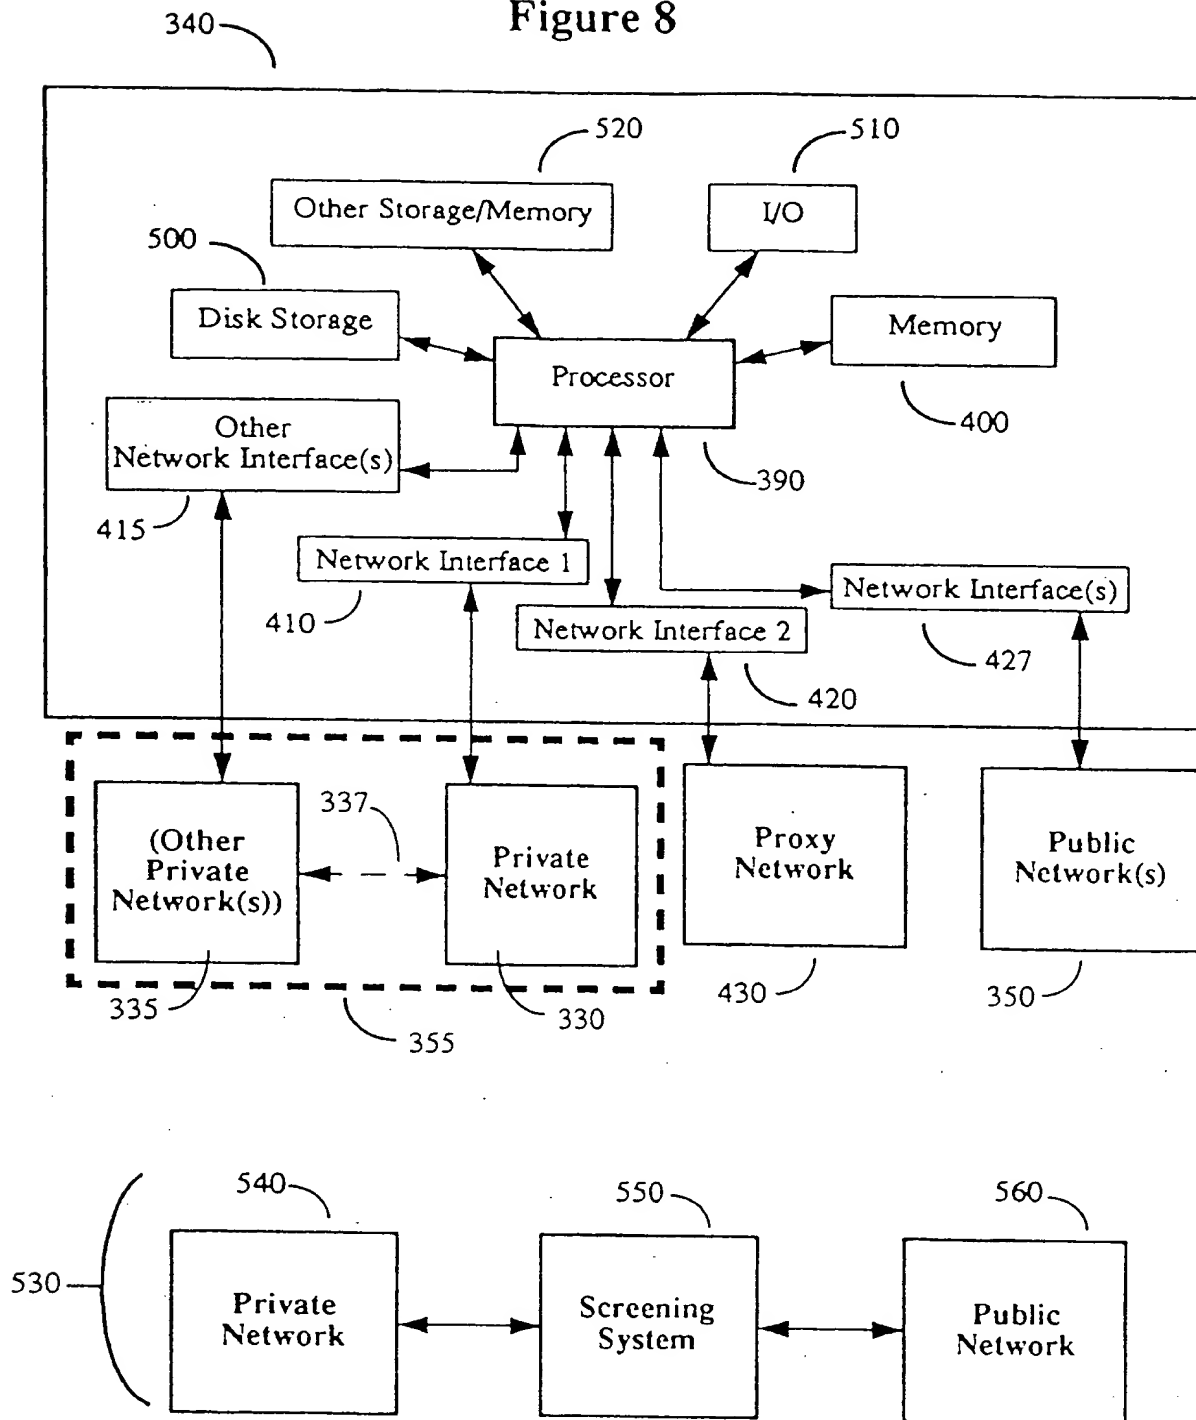 Figure 8
340
520
510
Other Storage/Memory
I/O
500
Disk Storage
Memory
Processor
400
Other
Network Interface(s)
390
415
Network Interface 1
Network Interface(s)
410
Network Interface 2
427
420
337
(Other
Private
Network(s))
Private
Network
Proxy
Network
Public
Network(s)
335
330
430
350
355
540
550
560
530
Private
Network
Screening
System
Public
Network